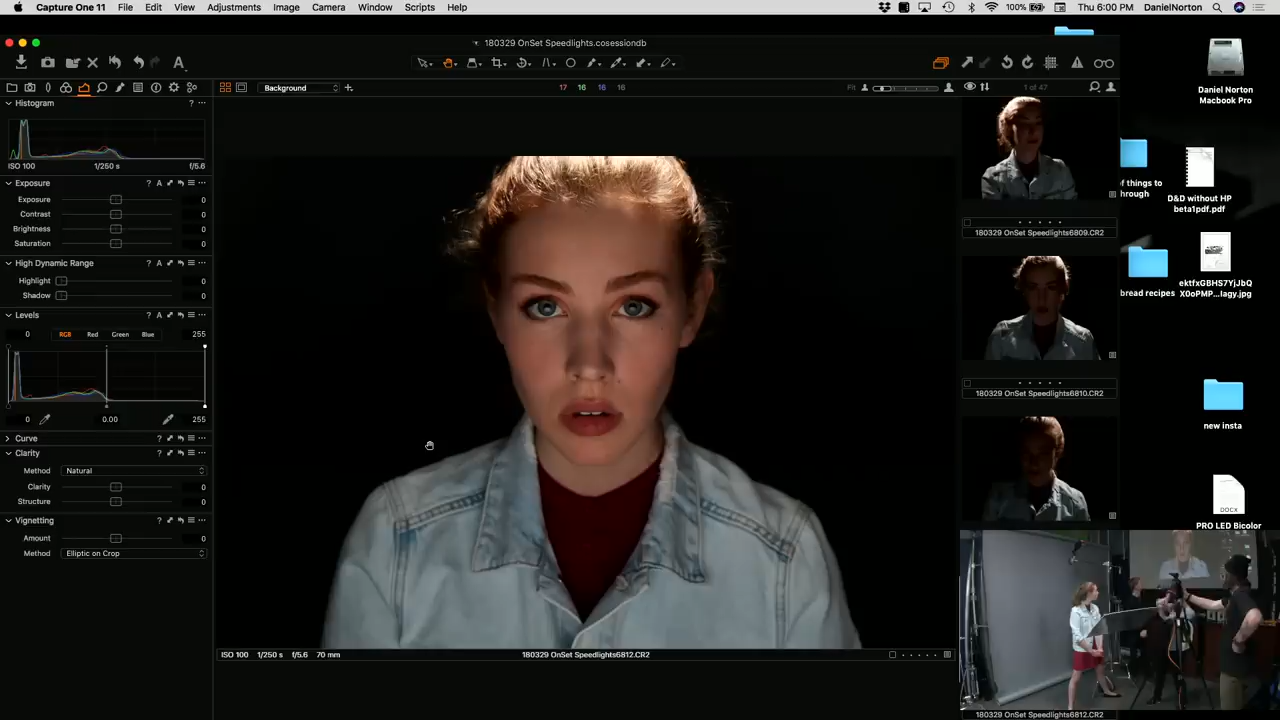 Capture One 11 File Edit View Adjustments Image Camera Window Scripts Help 100% Thu 6:00 PM DanielNorton
180329 OnSet Speedlights.cosessiondb
Background
17 16 16 16
Fit
1 of 47
Histogram
ISO 100 1/250 s f/5.6
Exposure
Exposure 0
Contrast 0
Brightness 0
Saturation 0
High Dynamic Range
Highlight 0
Shadow 0
Levels
0 RGB Red Green Blue 255
0 0.00 255
Curve
Clarity
Method Natural
Clarity 0
Structure 0
Vignetting
Amount 0
Method Elliptic on Crop
ISO 100 1/250 s f/5.6 70 mm
180329 OnSet Speedlights6812.CR2
180329 OnSet Speedlights6809.CR2
180329 OnSet Speedlights6810.CR2
180329 OnSet Speedlights6812.CR2
Daniel Norton
Macbook Pro
of things to
through
D&D without HP
beta1pdf.pdf
bread recipes
ektfxGBHS7YjJbQ
X0oPMP...lagy.jpg
new insta
DOCX
PRO LED Bicolor